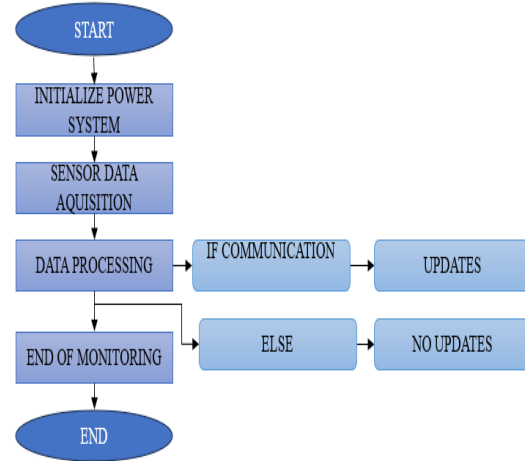 START
INITIALIZE POWER
SYSTEM
SENSOR DATA
AQUISITION
DATA PROCESSING
IF COMMUNICATION
UPDATES
ELSE
NO UPDATES
END OF MONITORING
END